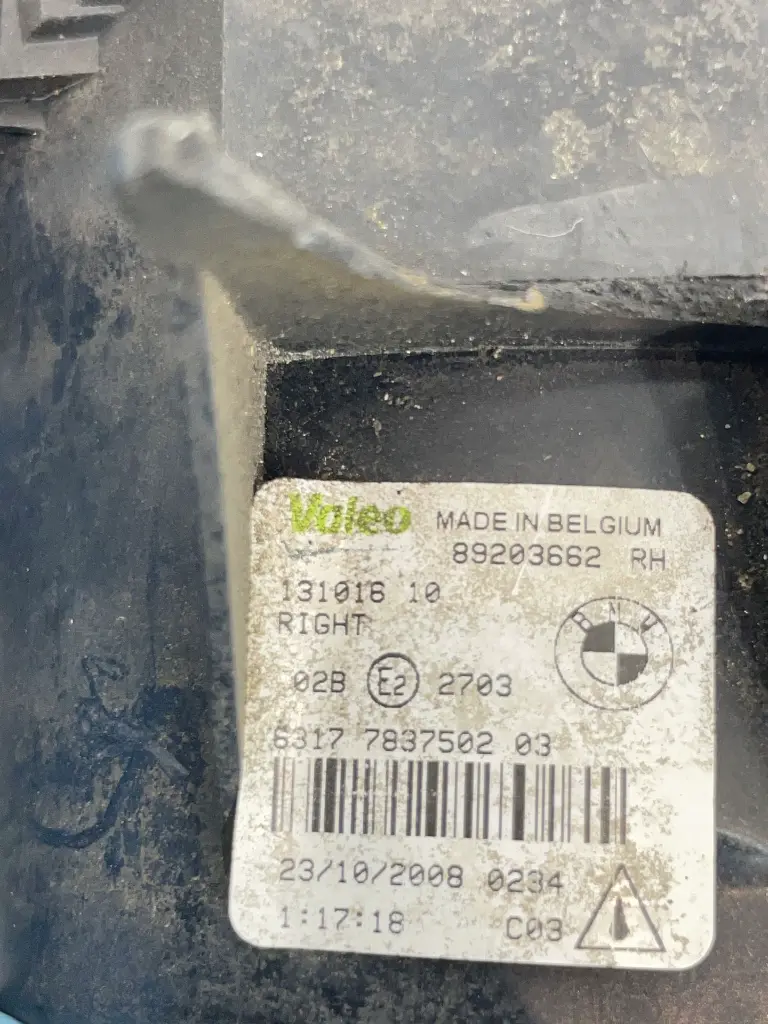 Valeo MADE IN BELGIUM
89203662 RH
131016 10
RIGHT
BMW
02B E2 2703
6317 7837502 03
23/10/2008 0234
1:17:18 C03